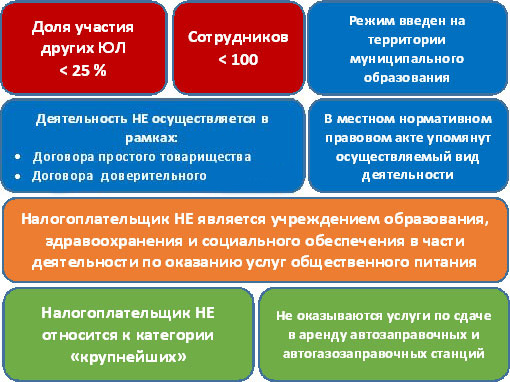 Доля участия
других ЮЛ
< 25 %
Сотрудников
< 100
Режим введен на
территории
муниципального
образования
Деятельность НЕ осуществляется в
рамках:
• Договора простого товарищества
• Договора доверительного
В местном нормативном
правовом акте упомянут
осуществляемый вид
деятельности
Налогоплательщик НЕ является учреждением образования,
здравоохранения и социального обеспечения в части
деятельности по оказанию услуг общественного питания
Налогоплательщик НЕ
относится к категории
«крупнейших»
Не оказываются услуги по сдаче
в аренду автозаправочных и
автогазозаправочных станций